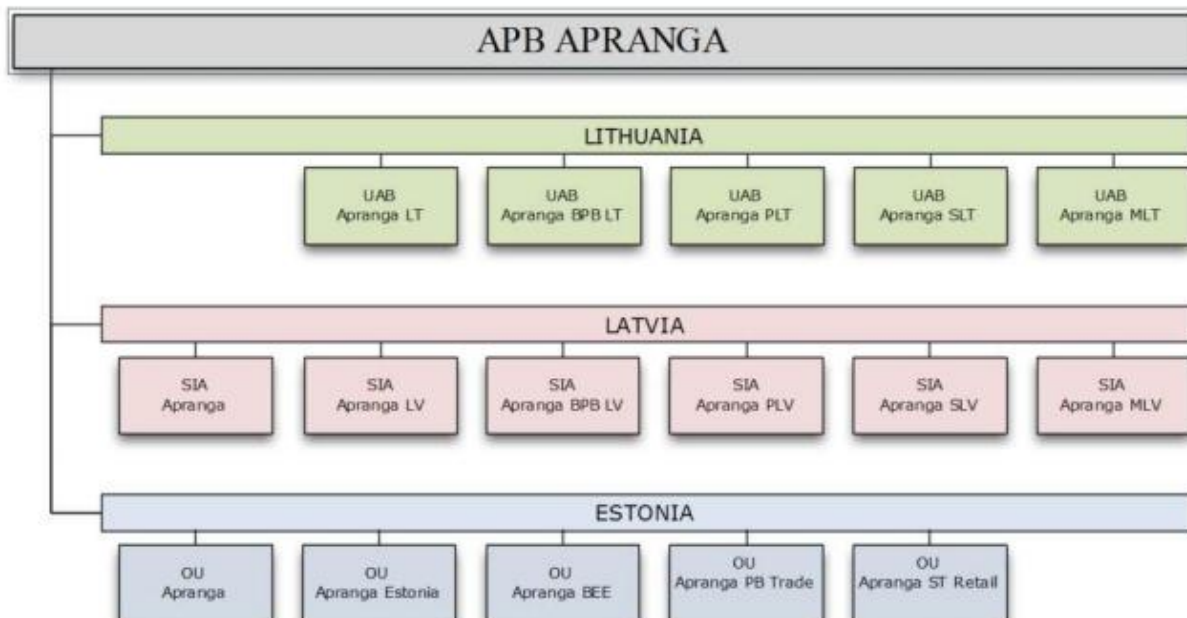 APB APRANGA
LITHUANIA
UAB
Apranga LT
UAB
Apranga BPB LT
UAB
Apranga PLT
UAB
Apranga SLT
UAB
Apranga MLT
LATVIA
SIA
Apranga
SIA
Apranga LV
SIA
Apranga BPB LV
SIA
Apranga PLV
SIA
Apranga SLV
SIA
Apranga MLV
ESTONIA
OU
Apranga
OU
Apranga Estonia
OU
Apranga BEE
OU
Apranga PB Trade
OU
Apranga ST Retail